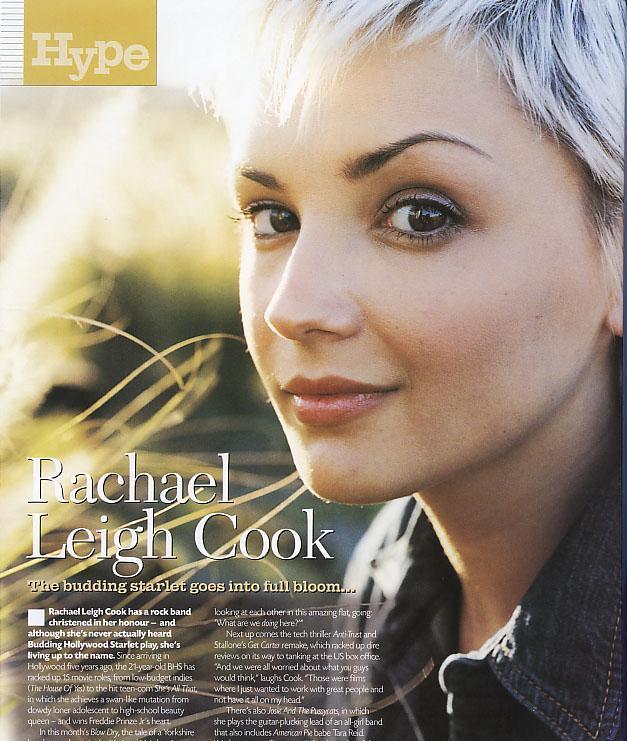 Hype
Rachael
Leigh Cook
The budding starlet goes into full bloom...
Rachael Leigh Cook has a rock band
christened in her honour – and
although she's never actually heard
Budding Hollywood Starlet play, she's
living up to the name. Since arriving in
Hollywood five years ago, the 21-year-old BHS has
racked up 15 movie roles, from low-budget indies
(The House Of Yes) to the hit teen-com She's All That,
in which she achieves a swan-like mutation from
dowdy loner adolescent to high-school beauty
queen – and wins Freddie Prinze Jr's heart.
In this month's Blow Dry, the tale of a Yorkshire
looking at each other in this amazing flat, going:
"What are we doing here?'"
Next up comes the tech thriller Anti-Trust and
Stallone's Get Carter remake, which racked up dire
reviews on its way to tanking at the US box office.
"And we were all worried about what you guys
would think," laughs Cook. "Those were films
where I just wanted to work with great people and
not have it all on my head."
There's also Josie And The Pussycats, in which
she plays the guitar-plucking lead of an all-girl band
that also includes American Pie babe Tara Reid.